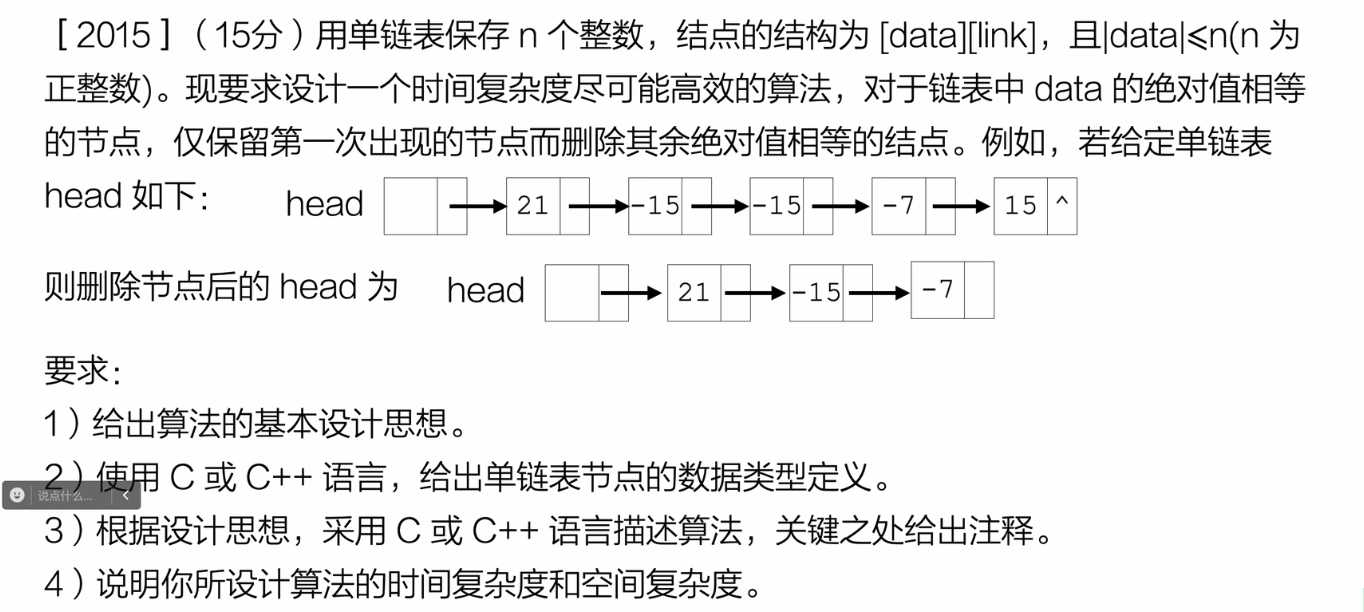 [ 2015 ]（15分）用单链表保存 n 个整数，结点的结构为 [data][link]，且|data|⩽n(n 为
正整数)。现要求设计一个时间复杂度尽可能高效的算法，对于链表中 data 的绝对值相等
的节点，仅保留第一次出现的节点而删除其余绝对值相等的结点。例如，若给定单链表
head 如下： head 21 -15 -15 -7 15 ^
则删除节点后的 head 为 head 21 -15 -7
要求：
1）给出算法的基本设计思想。
2）使用 C 或 C++ 语言，给出单链表节点的数据类型定义。
说点什么...
3）根据设计思想，采用 C 或 C++ 语言描述算法，关键之处给出注释。
4）说明你所设计算法的时间复杂度和空间复杂度。